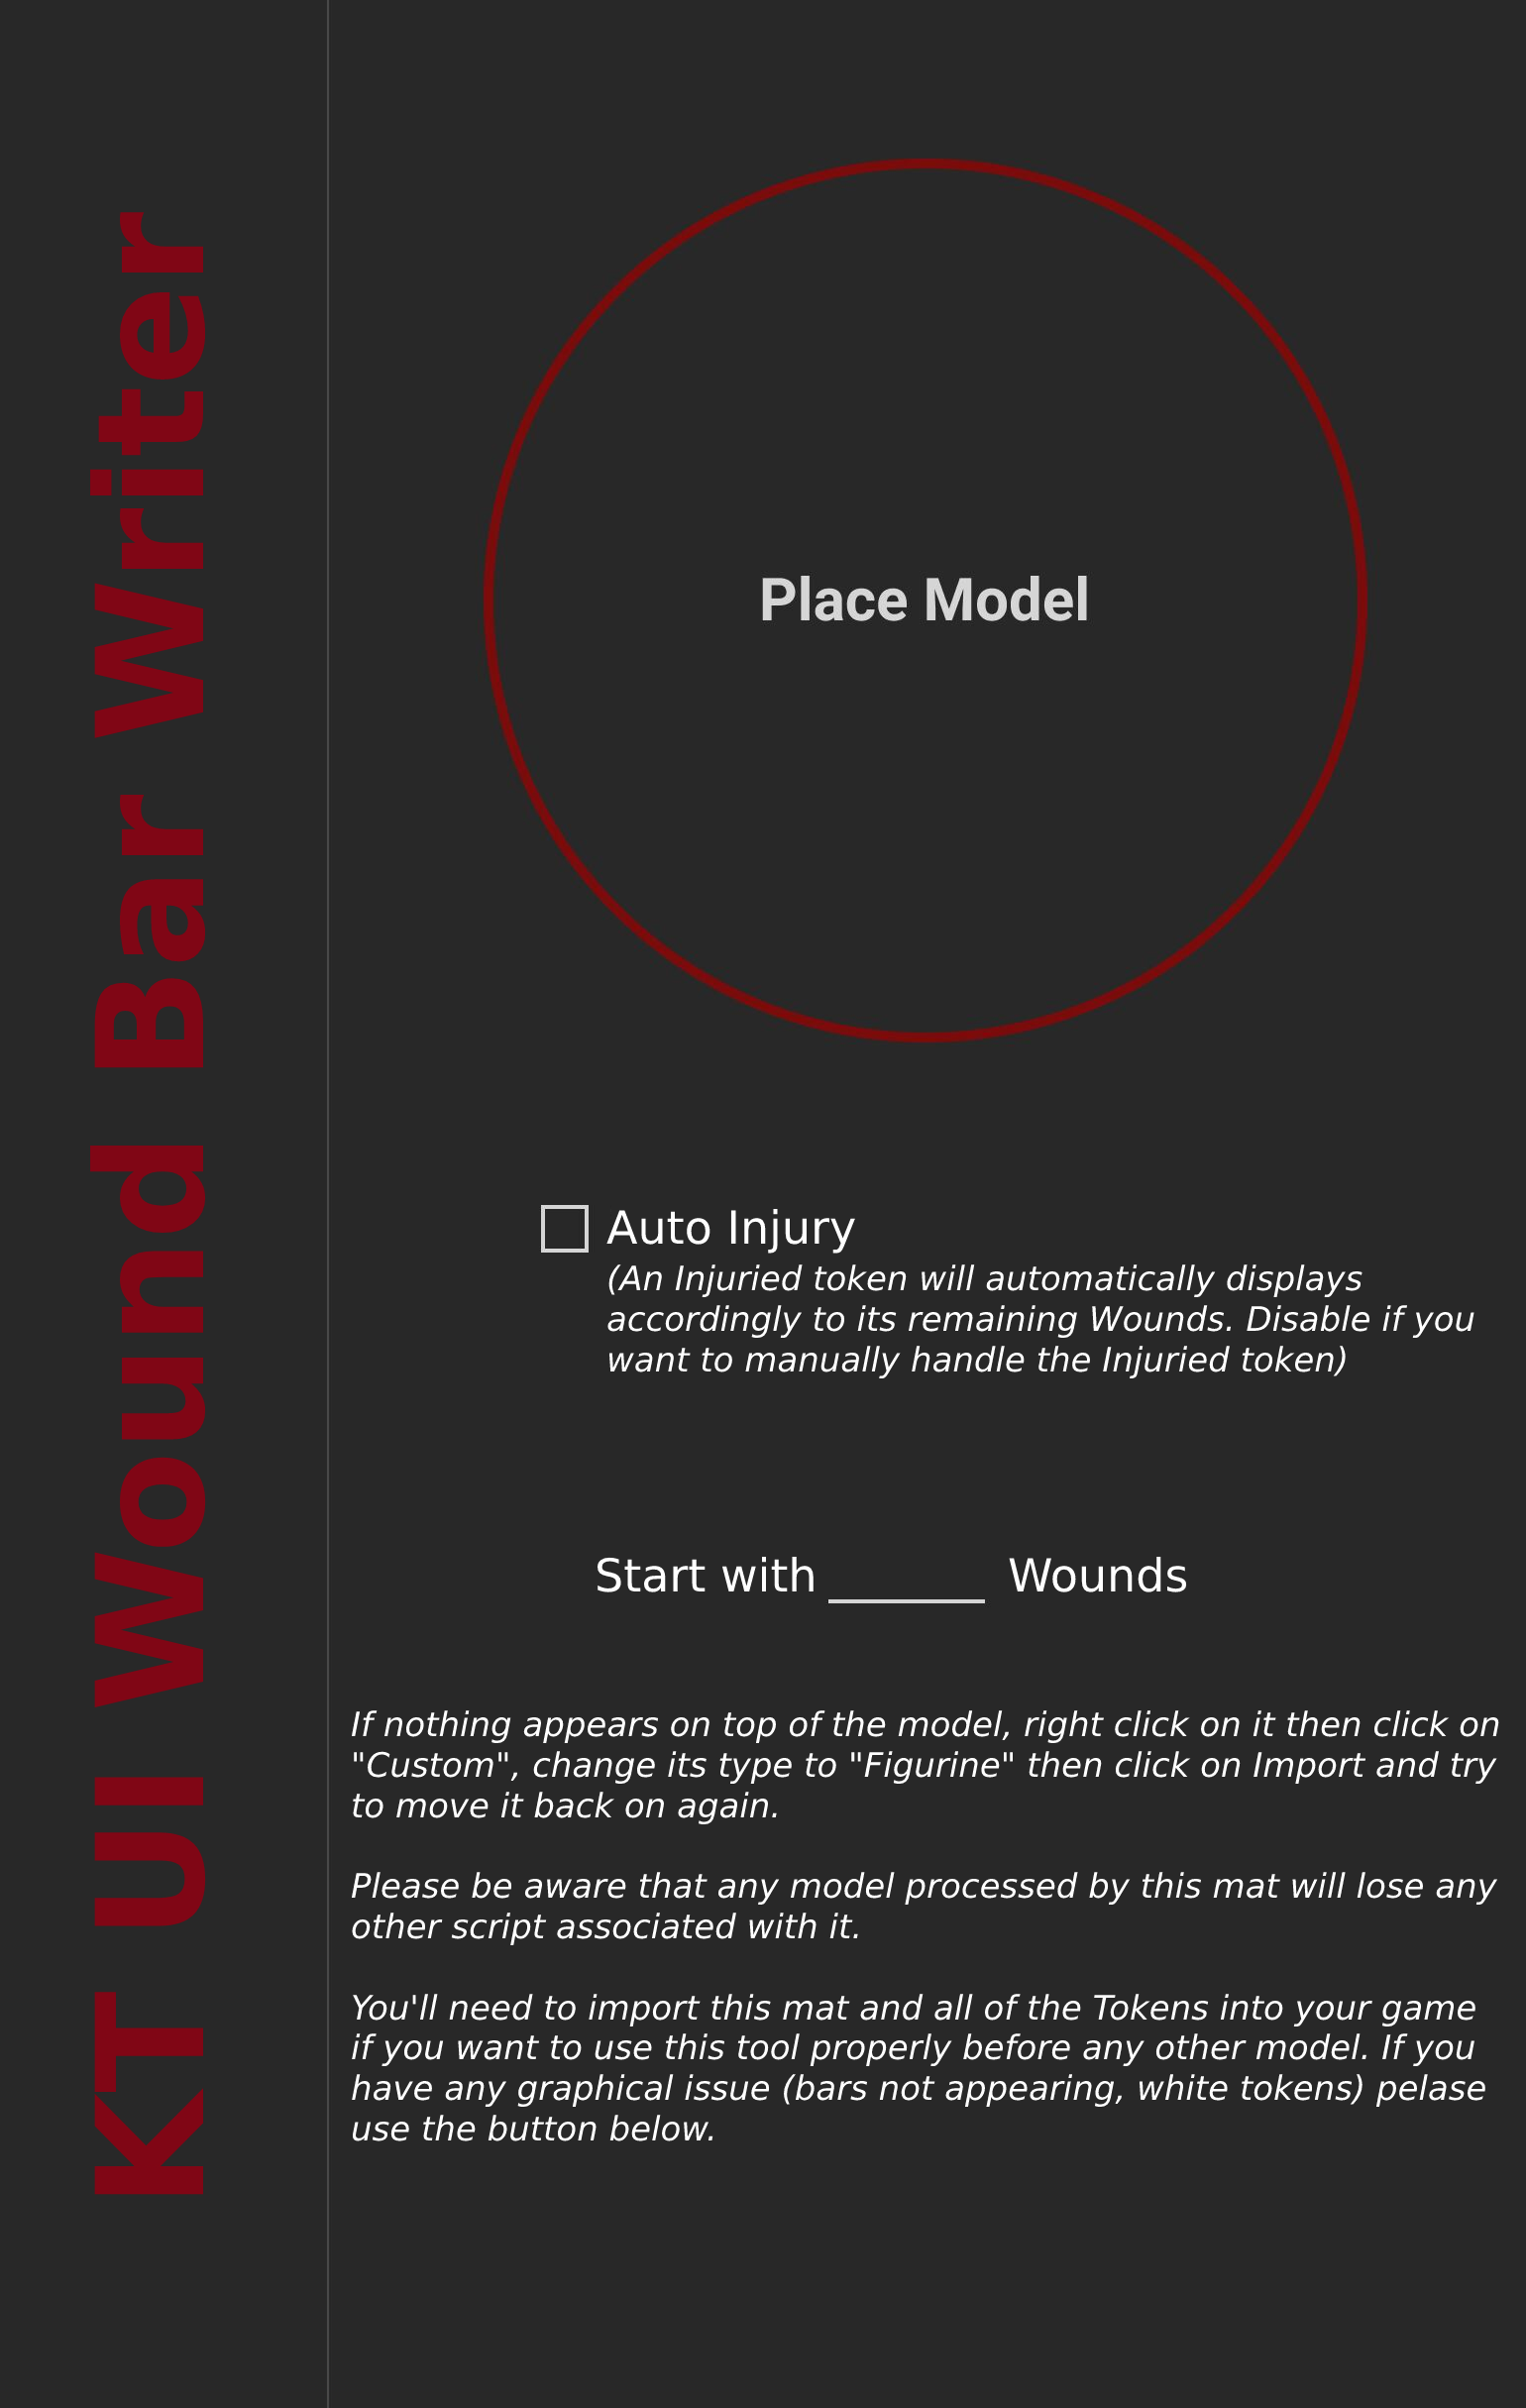 KT UI Wound Bar Writer
Place Model
Auto Injury
(An Injuried token will automatically displays
accordingly to its remaining Wounds. Disable if you
want to manually handle the Injuried token)
Start with ______ Wounds
If nothing appears on top of the model, right click on it then click on
"Custom", change its type to "Figurine" then click on Import and try
to move it back on again.
Please be aware that any model processed by this mat will lose any
other script associated with it.
You'll need to import this mat and all of the Tokens into your game
if you want to use this tool properly before any other model. If you
have any graphical issue (bars not appearing, white tokens) pelase
use the button below.